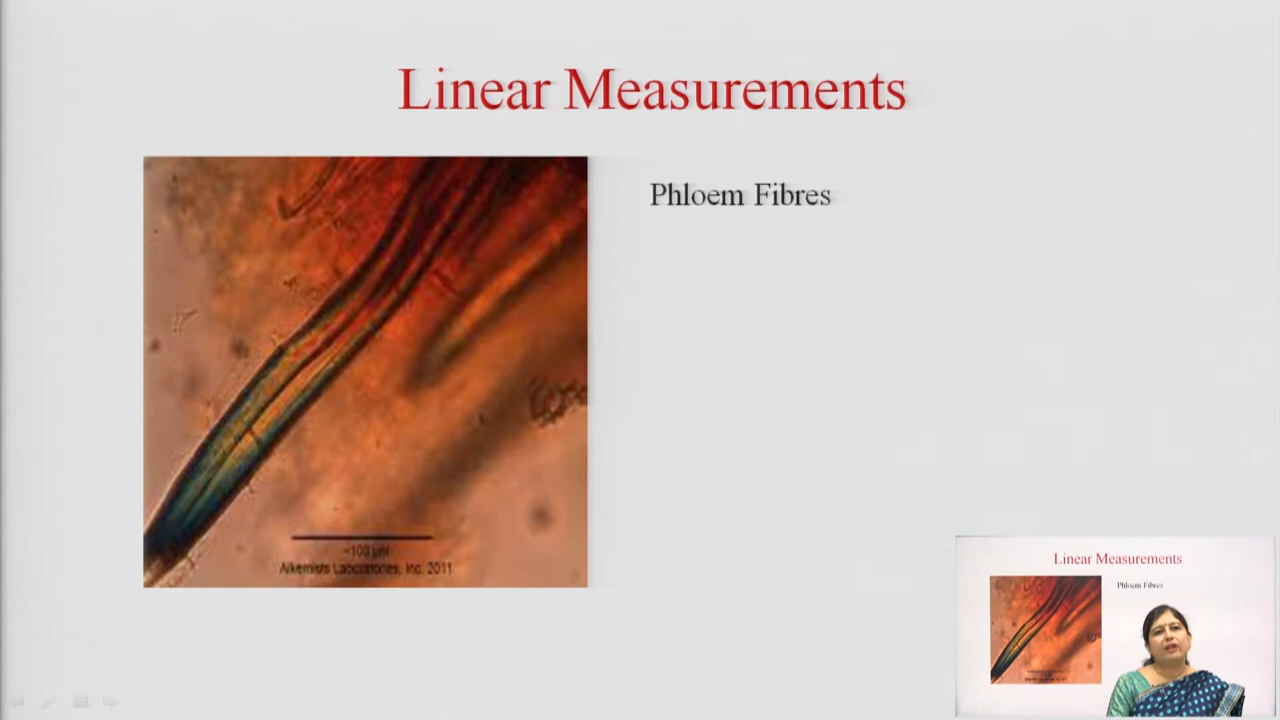 Linear Measurements
Phloem Fibres
~100 µm
Alkemists Laboratories, Inc. 2011
Linear Measurements
Phloem Fibres